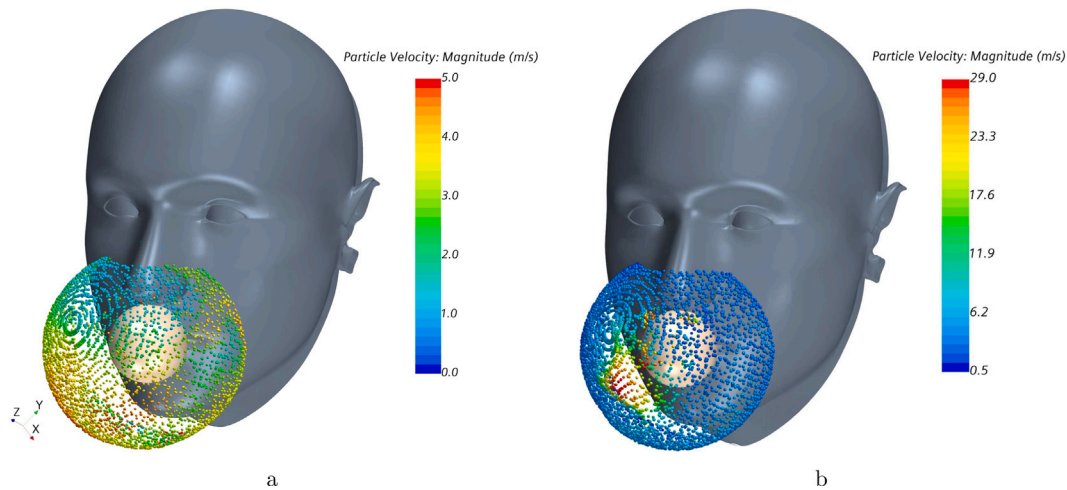 Particle Velocity: Magnitude (m/s)
5.0
4.0
3.0
2.0
1.0
0.0
Z
Y
X
a
Particle Velocity: Magnitude (m/s)
29.0
23.3
17.6
11.9
6.2
0.5
b